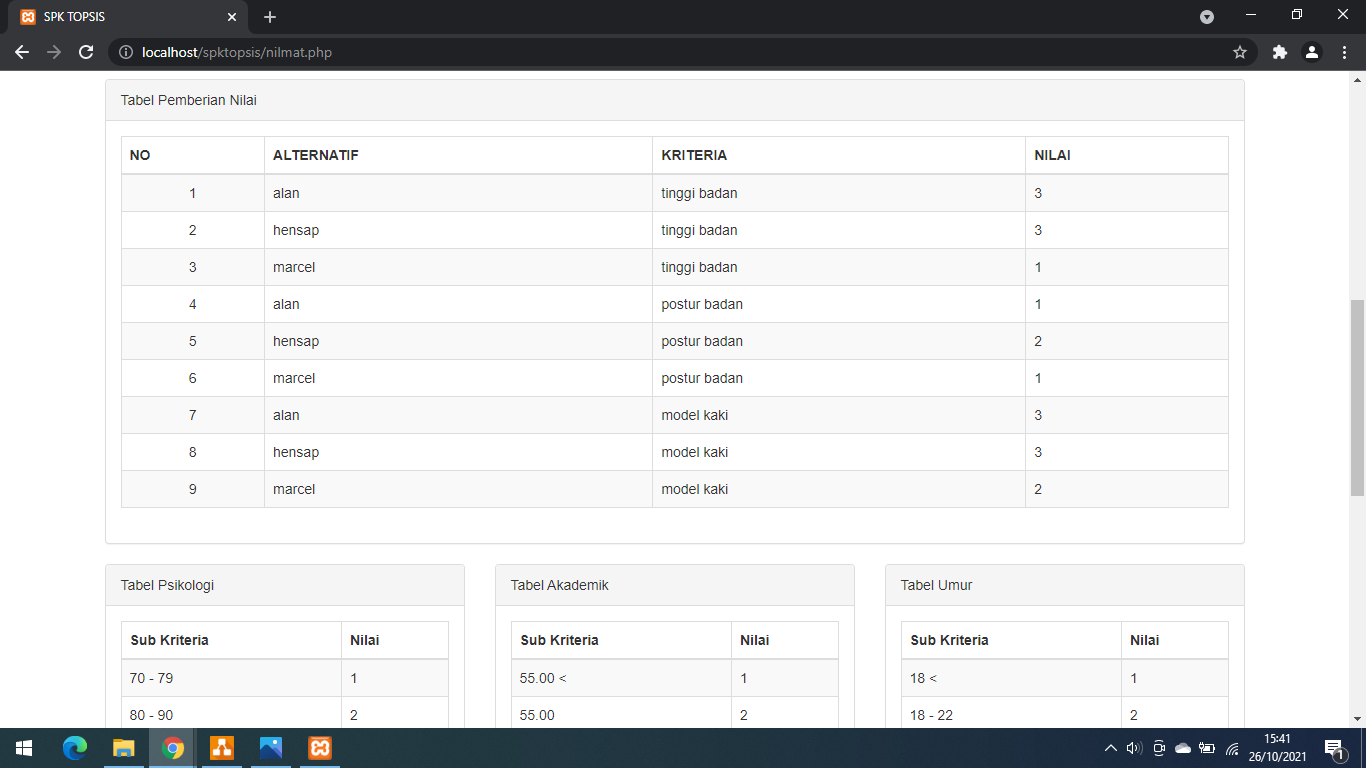 SPK TOPSIS
localhost/spktopsis/nilmat.php
Tabel Pemberian Nilai
NO ALTERNATIF KRITERIA NILAI
1 alan tinggi badan 3
2 hensap tinggi badan 3
3 marcel tinggi badan 1
4 alan postur badan 1
5 hensap postur badan 2
6 marcel postur badan 1
7 alan model kaki 3
8 hensap model kaki 3
9 marcel model kaki 2
Tabel Psikologi
Sub Kriteria Nilai
70 - 79 1
80 - 90 2
Tabel Akademik
Sub Kriteria Nilai
55.00 < 1
55.00 2
Tabel Umur
Sub Kriteria Nilai
18 < 1
18 - 22 2
15:41
26/10/2021
1